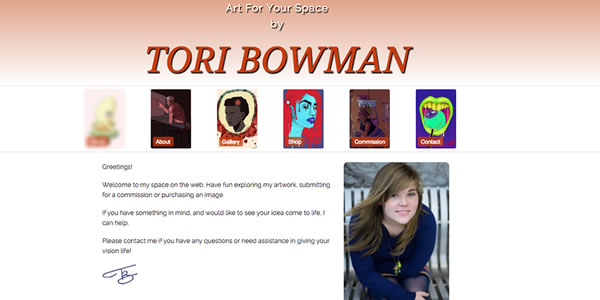 Art For Your Space
by
TORI BOWMAN
About
Gallery
Shop
Commission
Contact
Greetings!
Welcome to my space on the web. Have fun exploring my artwork, submitting
for a commission or purchasing an image.
If you have something in mind, and would like to see your idea come to life, I
can help.
Please contact me if you have any questions or need assistance in giving your
vision life!